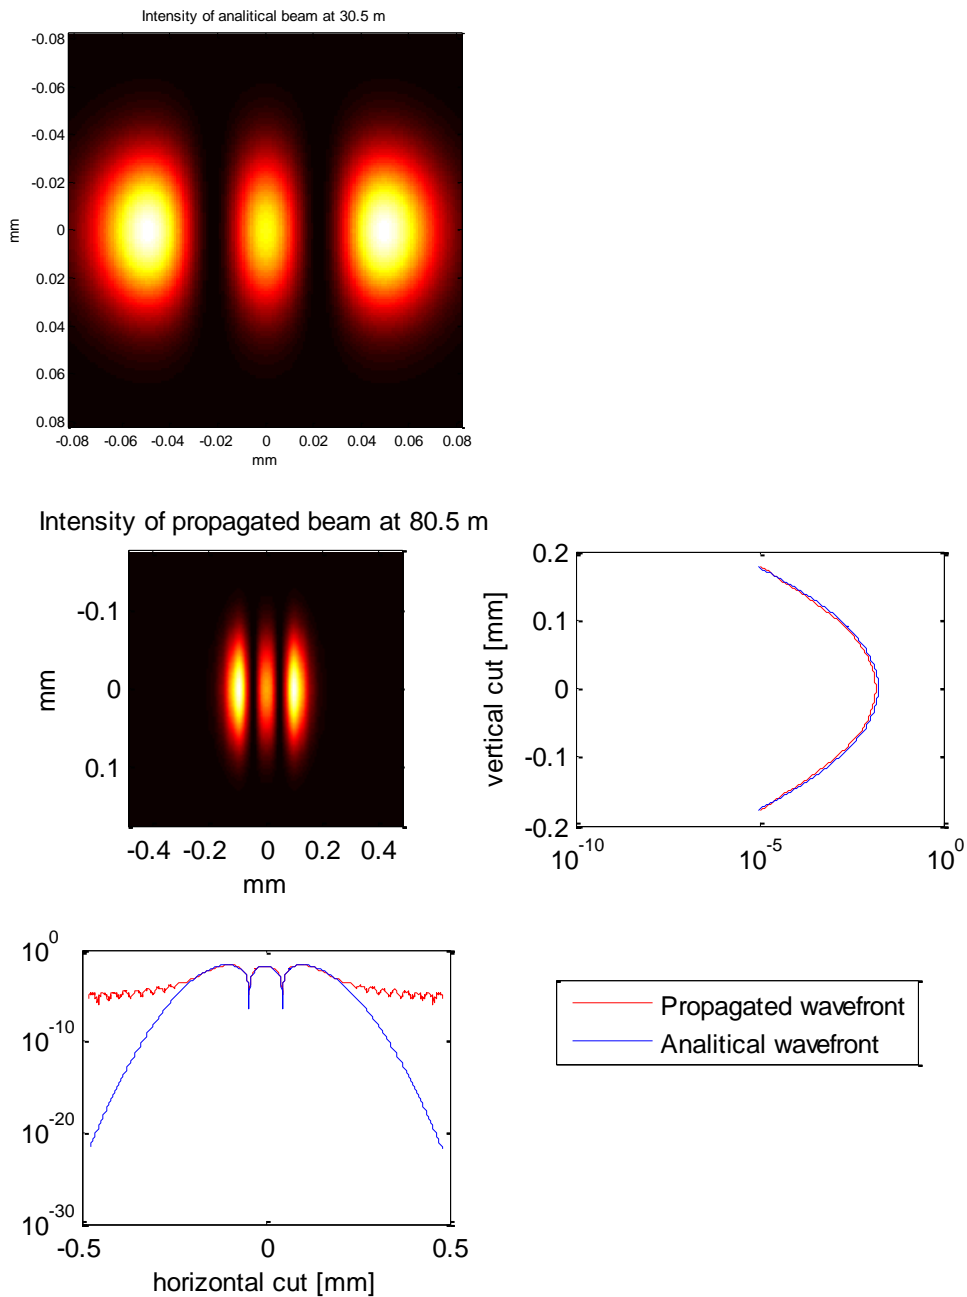 Intensity of analitical beam at 30.5 m
-0.08
-0.06
-0.04
-0.02
0
0.02
0.04
0.06
0.08
mm
-0.08 -0.06 -0.04 -0.02 0 0.02 0.04 0.06 0.08
mm
Intensity of propagated beam at 80.5 m
-0.1
0
0.1
mm
-0.4 -0.2 0 0.2 0.4
mm
0.2
0.1
0
-0.1
-0.2
vertical cut [mm]
10^-10 10^-5 10^0
10^0
10^-10
10^-20
10^-30
-0.5 0 0.5
horizontal cut [mm]
Propagated wavefront
Analitical wavefront